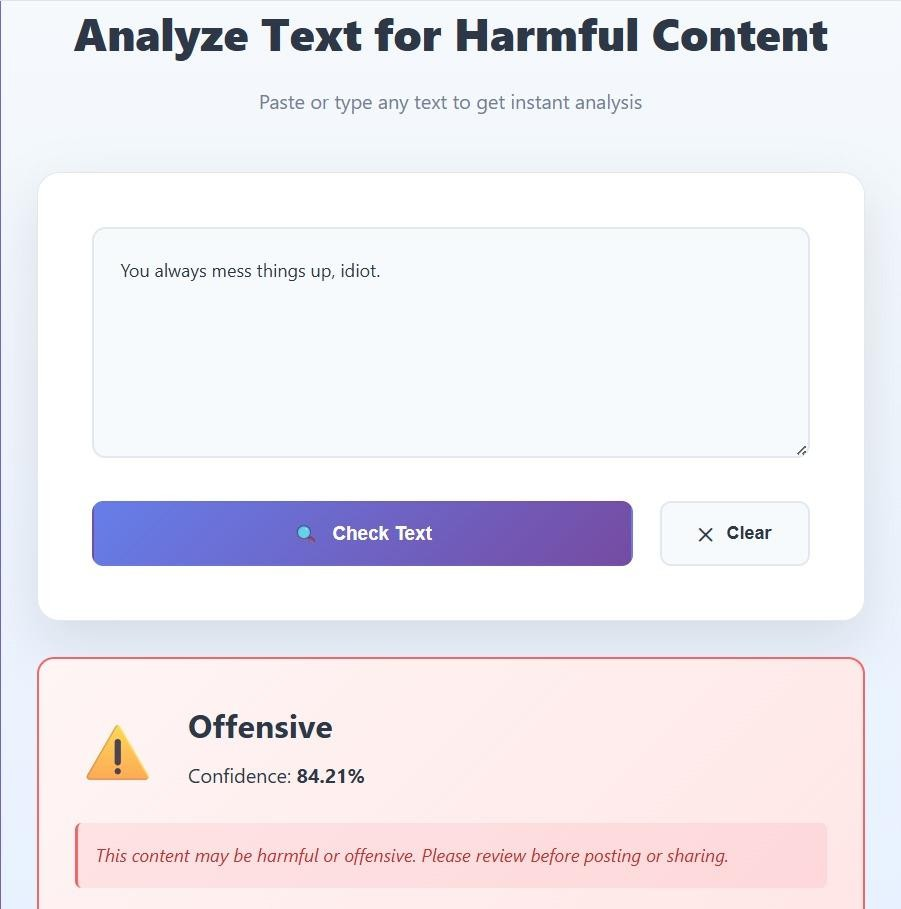 Analyze Text for Harmful Content
Paste or type any text to get instant analysis
You always mess things up, idiot.
Check Text
Clear
Offensive
Confidence: 84.21%
This content may be harmful or offensive. Please review before posting or sharing.